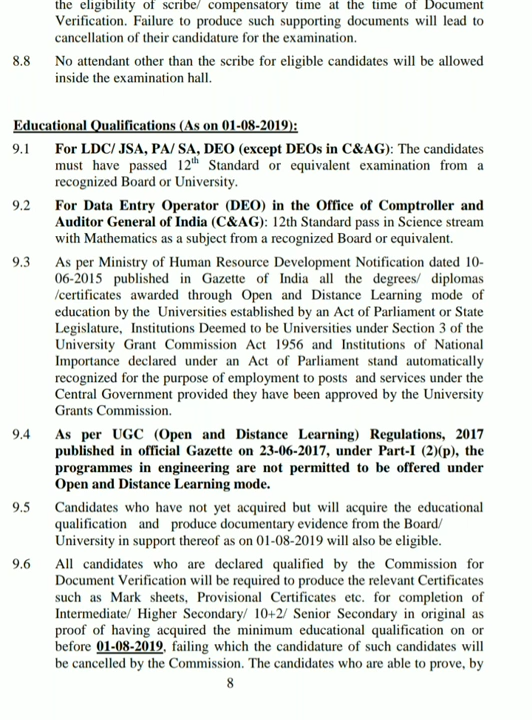 the eligibility of scribe/ compensatory time at the time of Document
Verification. Failure to produce such supporting documents will lead to
cancellation of their candidature for the examination.
8.8 No attendant other than the scribe for eligible candidates will be allowed
inside the examination hall.
Educational Qualifications (As on 01-08-2019):
9.1 For LDC/ JSA, PA/ SA, DEO (except DEOs in C&AG): The candidates
must have passed 12th Standard or equivalent examination from a
recognized Board or University.
9.2 For Data Entry Operator (DEO) in the Office of Comptroller and
Auditor General of India (C&AG): 12th Standard pass in Science stream
with Mathematics as a subject from a recognized Board or equivalent.
9.3 As per Ministry of Human Resource Development Notification dated 10-
06-2015 published in Gazette of India all the degrees/ diplomas
/certificates awarded through Open and Distance Learning mode of
education by the Universities established by an Act of Parliament or State
Legislature, Institutions Deemed to be Universities under Section 3 of the
University Grant Commission Act 1956 and Institutions of National
Importance declared under an Act of Parliament stand automatically
recognized for the purpose of employment to posts and services under the
Central Government provided they have been approved by the University
Grants Commission.
9.4 As per UGC (Open and Distance Learning) Regulations, 2017
published in official Gazette on 23-06-2017, under Part-I (2)(p), the
programmes in engineering are not permitted to be offered under
Open and Distance Learning mode.
9.5 Candidates who have not yet acquired but will acquire the educational
qualification and produce documentary evidence from the Board/
University in support thereof as on 01-08-2019 will also be eligible.
9.6 All candidates who are declared qualified by the Commission for
Document Verification will be required to produce the relevant Certificates
such as Mark sheets, Provisional Certificates etc. for completion of
Intermediate/ Higher Secondary/ 10+2/ Senior Secondary in original as
proof of having acquired the minimum educational qualification on or
before 01-08-2019, failing which the candidature of such candidates will
be cancelled by the Commission. The candidates who are able to prove, by
8